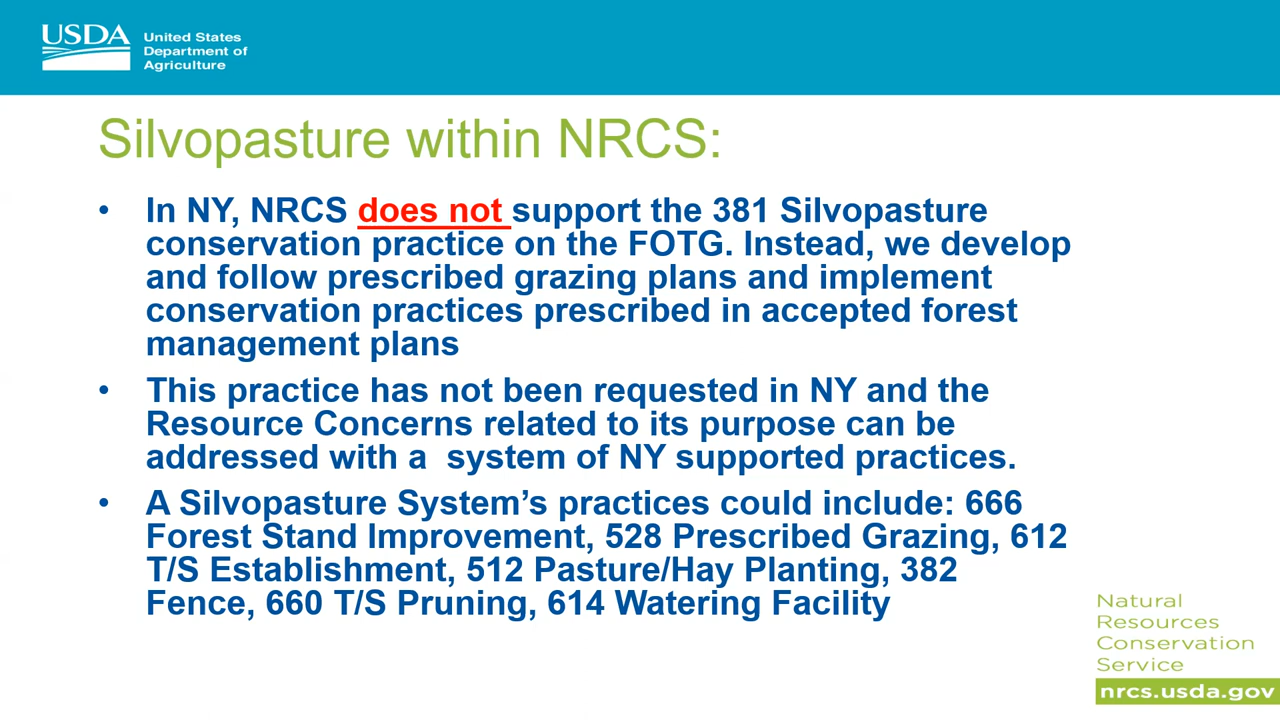 USDA
United States
Department of
Agriculture
Silvopasture within NRCS:
• In NY, NRCS does not support the 381 Silvopasture
conservation practice on the FOTG. Instead, we develop
and follow prescribed grazing plans and implement
conservation practices prescribed in accepted forest
management plans
• This practice has not been requested in NY and the
Resource Concerns related to its purpose can be
addressed with a  system of NY supported practices.
• A Silvopasture System’s practices could include: 666
Forest Stand Improvement, 528 Prescribed Grazing, 612
T/S Establishment, 512 Pasture/Hay Planting, 382
Fence, 660 T/S Pruning, 614 Watering Facility
Natural
Resources
Conservation
Service
nrcs.usda.gov